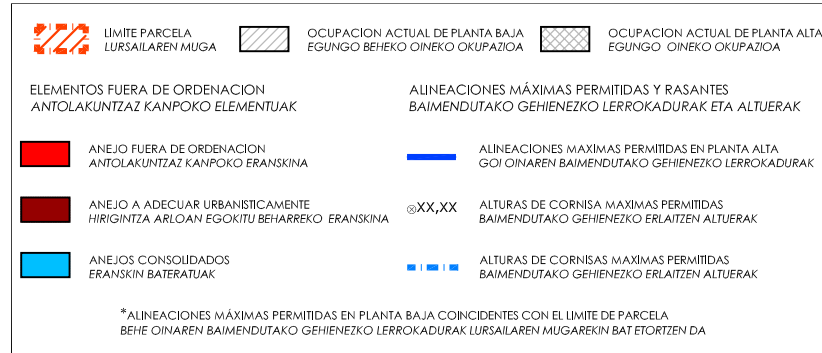 LIMITE PARCELA
LURSAILAREN MUGA
OCUPACION ACTUAL DE PLANTA BAJA
EGUNGO BEHEKO OINEKO OKUPAZIOA
OCUPACION ACTUAL DE PLANTA ALTA
EGUNGO OINEKO OKUPAZIOA
ELEMENTOS FUERA DE ORDENACION
ANTOLAKUNTZAZ KANPOKO ELEMENTUAK
ALINEACIONES MÁXIMAS PERMITIDAS Y RASANTES
BAIMENDUTAKO GEHIENEZKO LERROKADURAK ETA ALTUERAK
ANEJO FUERA DE ORDENACION
ANTOLAKUNTZAZ KANPOKO ERANSKINA
ALINEACIONES MAXIMAS PERMITIDAS EN PLANTA ALTA
GOI OINAREN BAIMENDUTAKO GEHIENEZKO LERROKADURAK
ANEJO A ADECUAR URBANISTICAMENTE
HIRIGINTZA ARLOAN EGOKITU BEHARREKO ERANSKINA
⊗XX,XX
ALTURAS DE CORNISA MAXIMAS PERMITIDAS
BAIMENDUTAKO GEHIENEZKO ERLAITZEN ALTUERAK
ANEJOS CONSOLIDADOS
ERANSKIN BATERATUAK
ALTURAS DE CORNISAS MAXIMAS PERMITIDAS
BAIMENDUTAKO GEHIENEZKO ERLAITZEN ALTUERAK
*ALINEACIONES MÁXIMAS PERMITIDAS EN PLANTA BAJA COINCIDENTES CON EL LIMITE DE PARCELA
BEHE OINAREN BAIMENDUTAKO GEHIENEZKO LERROKADURAK LURSAILAREN MUGAREKIN BAT ETORTZEN DA